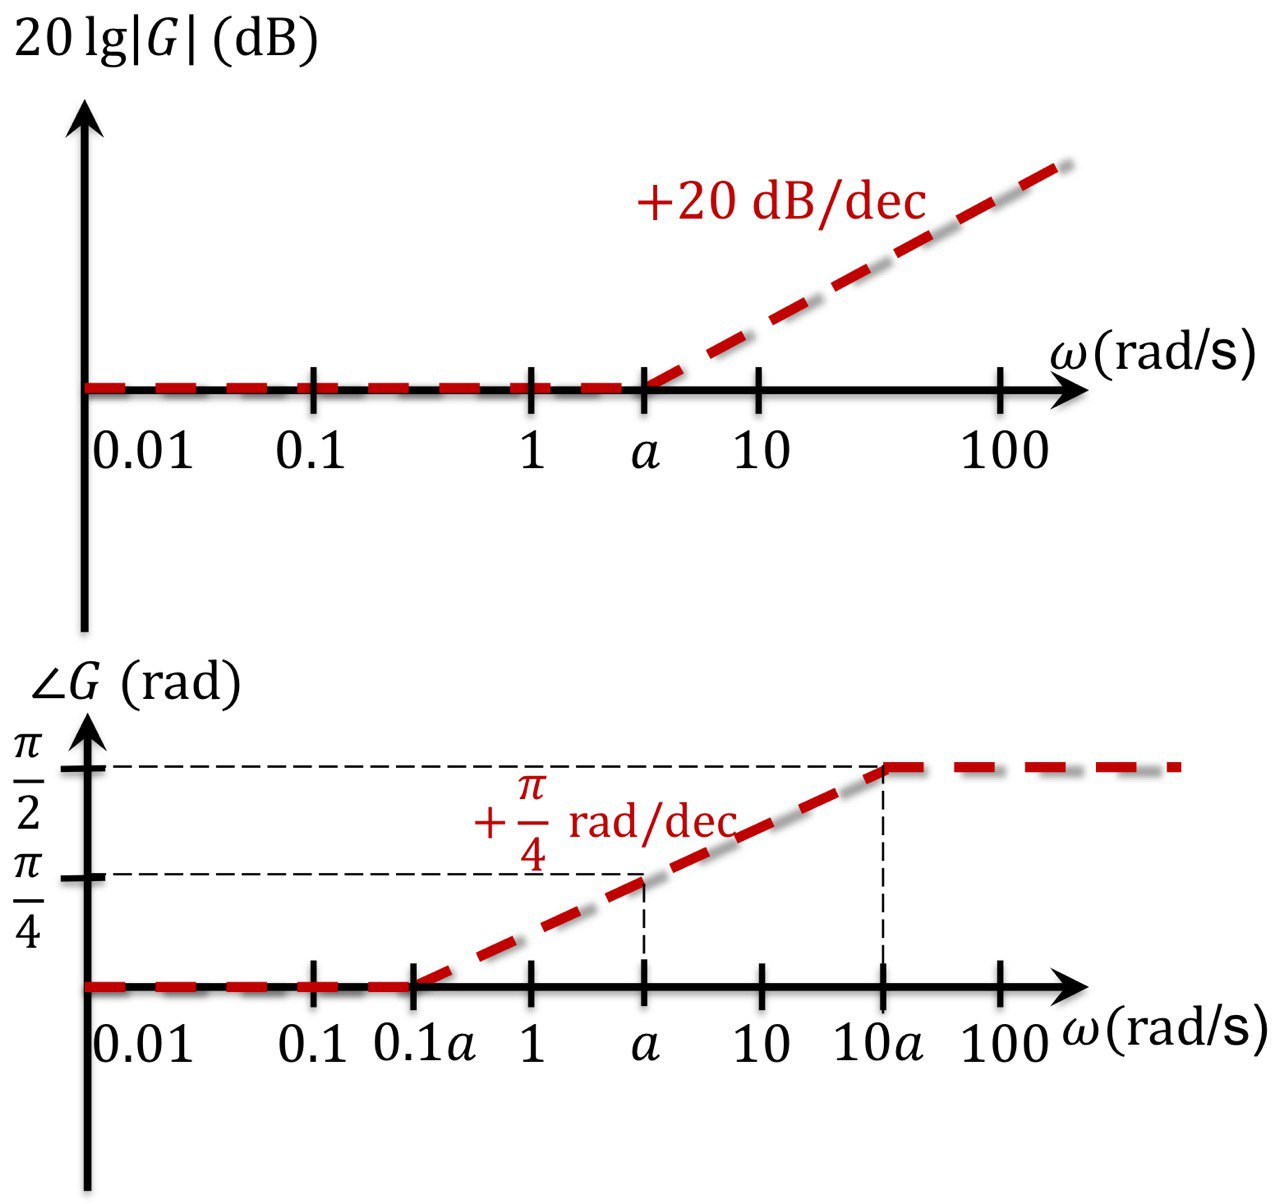 20 lg|G| (dB)
+20 dB/dec
ω(rad/s)
0.01 0.1 1 a 10 100
∠G (rad)
π/2
+π/4 rad/dec
π/4
0.01 0.1 0.1a 1 a 10 10a 100 ω(rad/s)